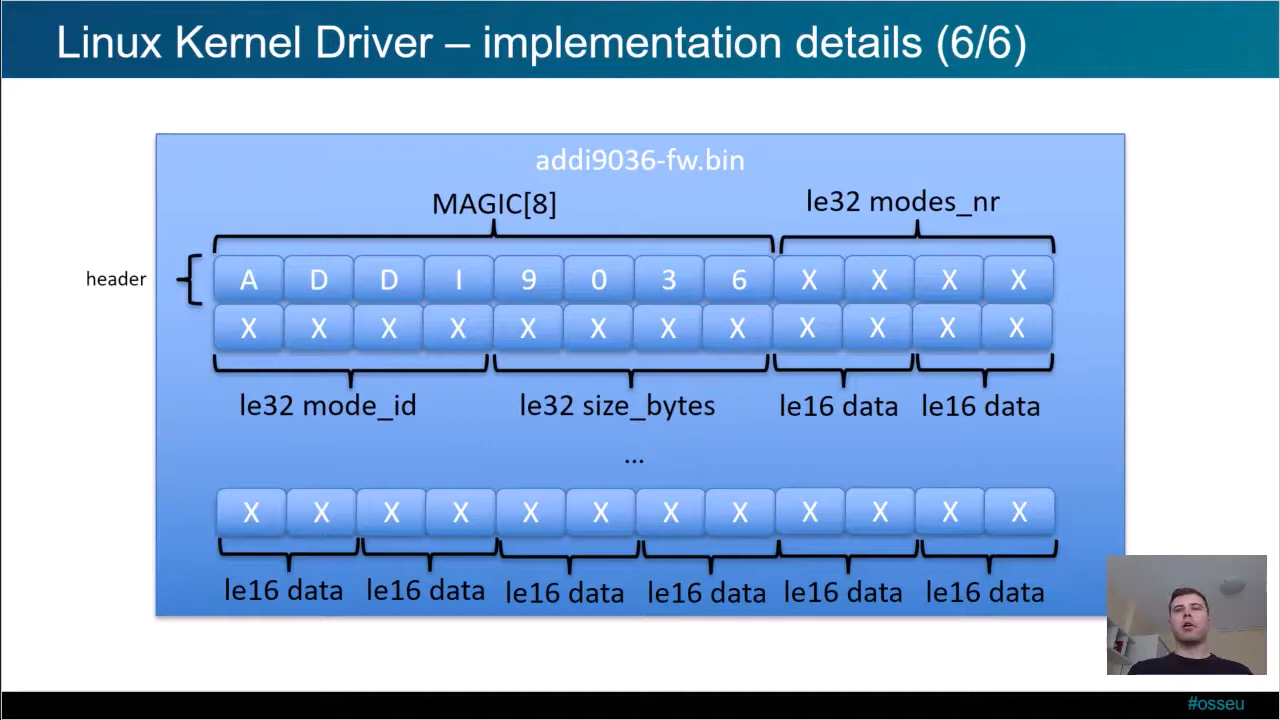 Linux Kernel Driver – implementation details (6/6)
addi9036-fw.bin
MAGIC[8] le32 modes_nr
header A D D I 9 0 3 6 X X X X
X X X X X X X X X X X X
le32 mode_id le32 size_bytes le16 data le16 data
...
X X X X X X X X X X X X
le16 data le16 data le16 data le16 data le16 data le16 data
#osseu